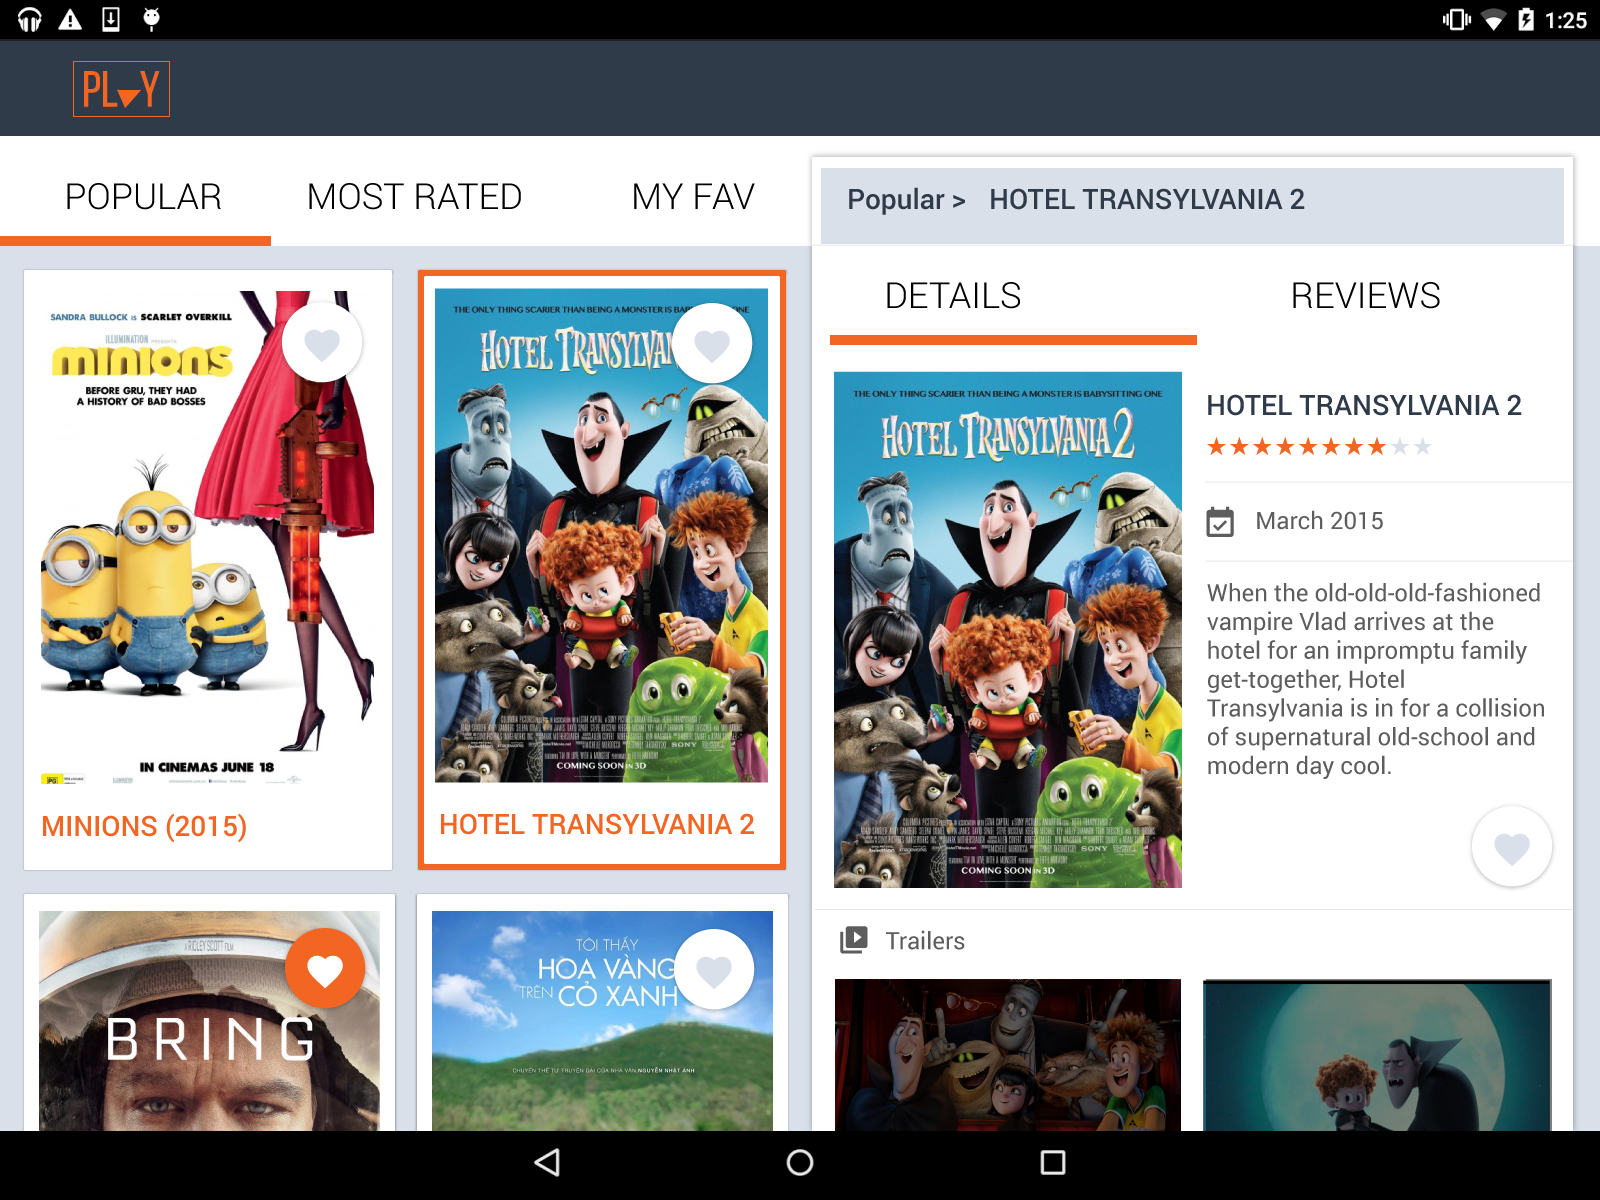 1:25
PLAY
POPULAR
MOST RATED
MY FAV
Popular > HOTEL TRANSYLVANIA 2
SANDRA BULLOCK IS SCARLET OVERKILL
ILLUMINATION PRESENTS
minions
BEFORE GRU, THEY HAD
A HISTORY OF BAD BOSSES
IN CINEMAS JUNE 18
MINIONS (2015)
THE ONLY THING SCARIER THAN BEING A MONSTER IS BAB
NE
HOTEL TRANSYLVAN
SONY
COMING SOON IN 3D
HOTEL TRANSYLVANIA 2
A RIDLEY SCOTT FILM
BRING
TÔI THẤY
HOA VÀNG
TRÊN CỎ XANH
CHUYỂN THỂ TỪ TRUYỆN DÀI CỦA NHÀ VĂN NGUYỄN NHẬT ÁNH
DETAILS
REVIEWS
THE ONLY THING SCARIER THAN BEING A MONSTER IS BABYSITTING ONE
HOTEL TRANSYLVANIA 2
SONY
COMING SOON IN 3D
HOTEL TRANSYLVANIA 2
March 2015
When the old-old-old-fashioned
vampire Vlad arrives at the
hotel for an impromptu family
get-together, Hotel
Transylvania is in for a collision
of supernatural old-school and
modern day cool.
Trailers